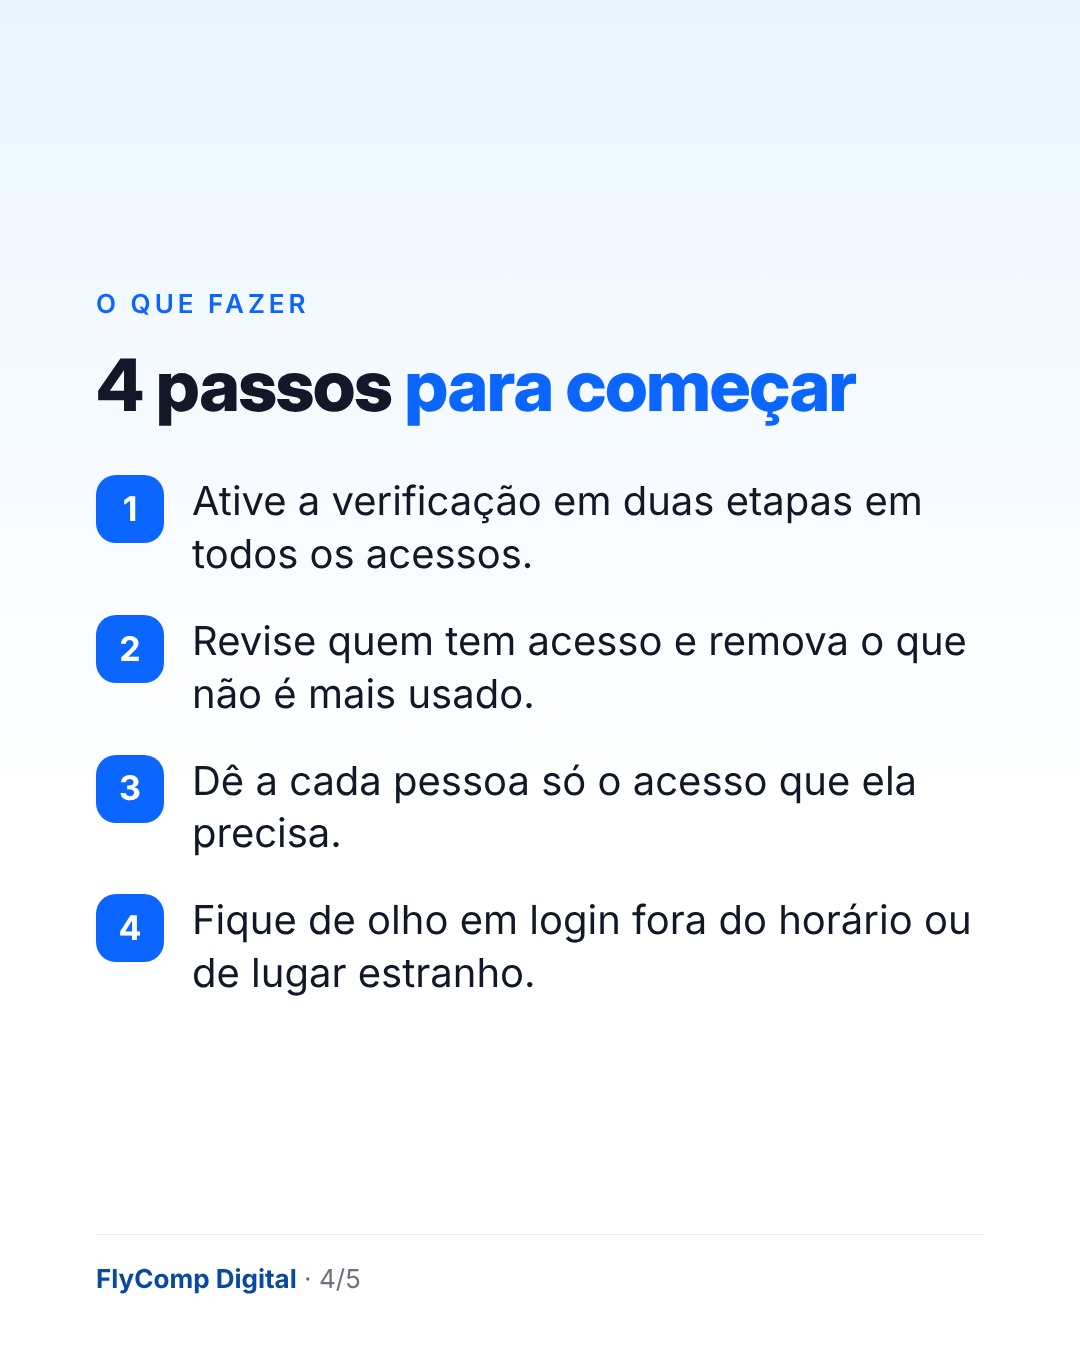 O QUE FAZER
4 passos para começar
1 Ative a verificação em duas etapas em
todos os acessos.
2 Revise quem tem acesso e remova o que
não é mais usado.
3 Dê a cada pessoa só o acesso que ela
precisa.
4 Fique de olho em login fora do horário ou
de lugar estranho.
FlyComp Digital · 4/5